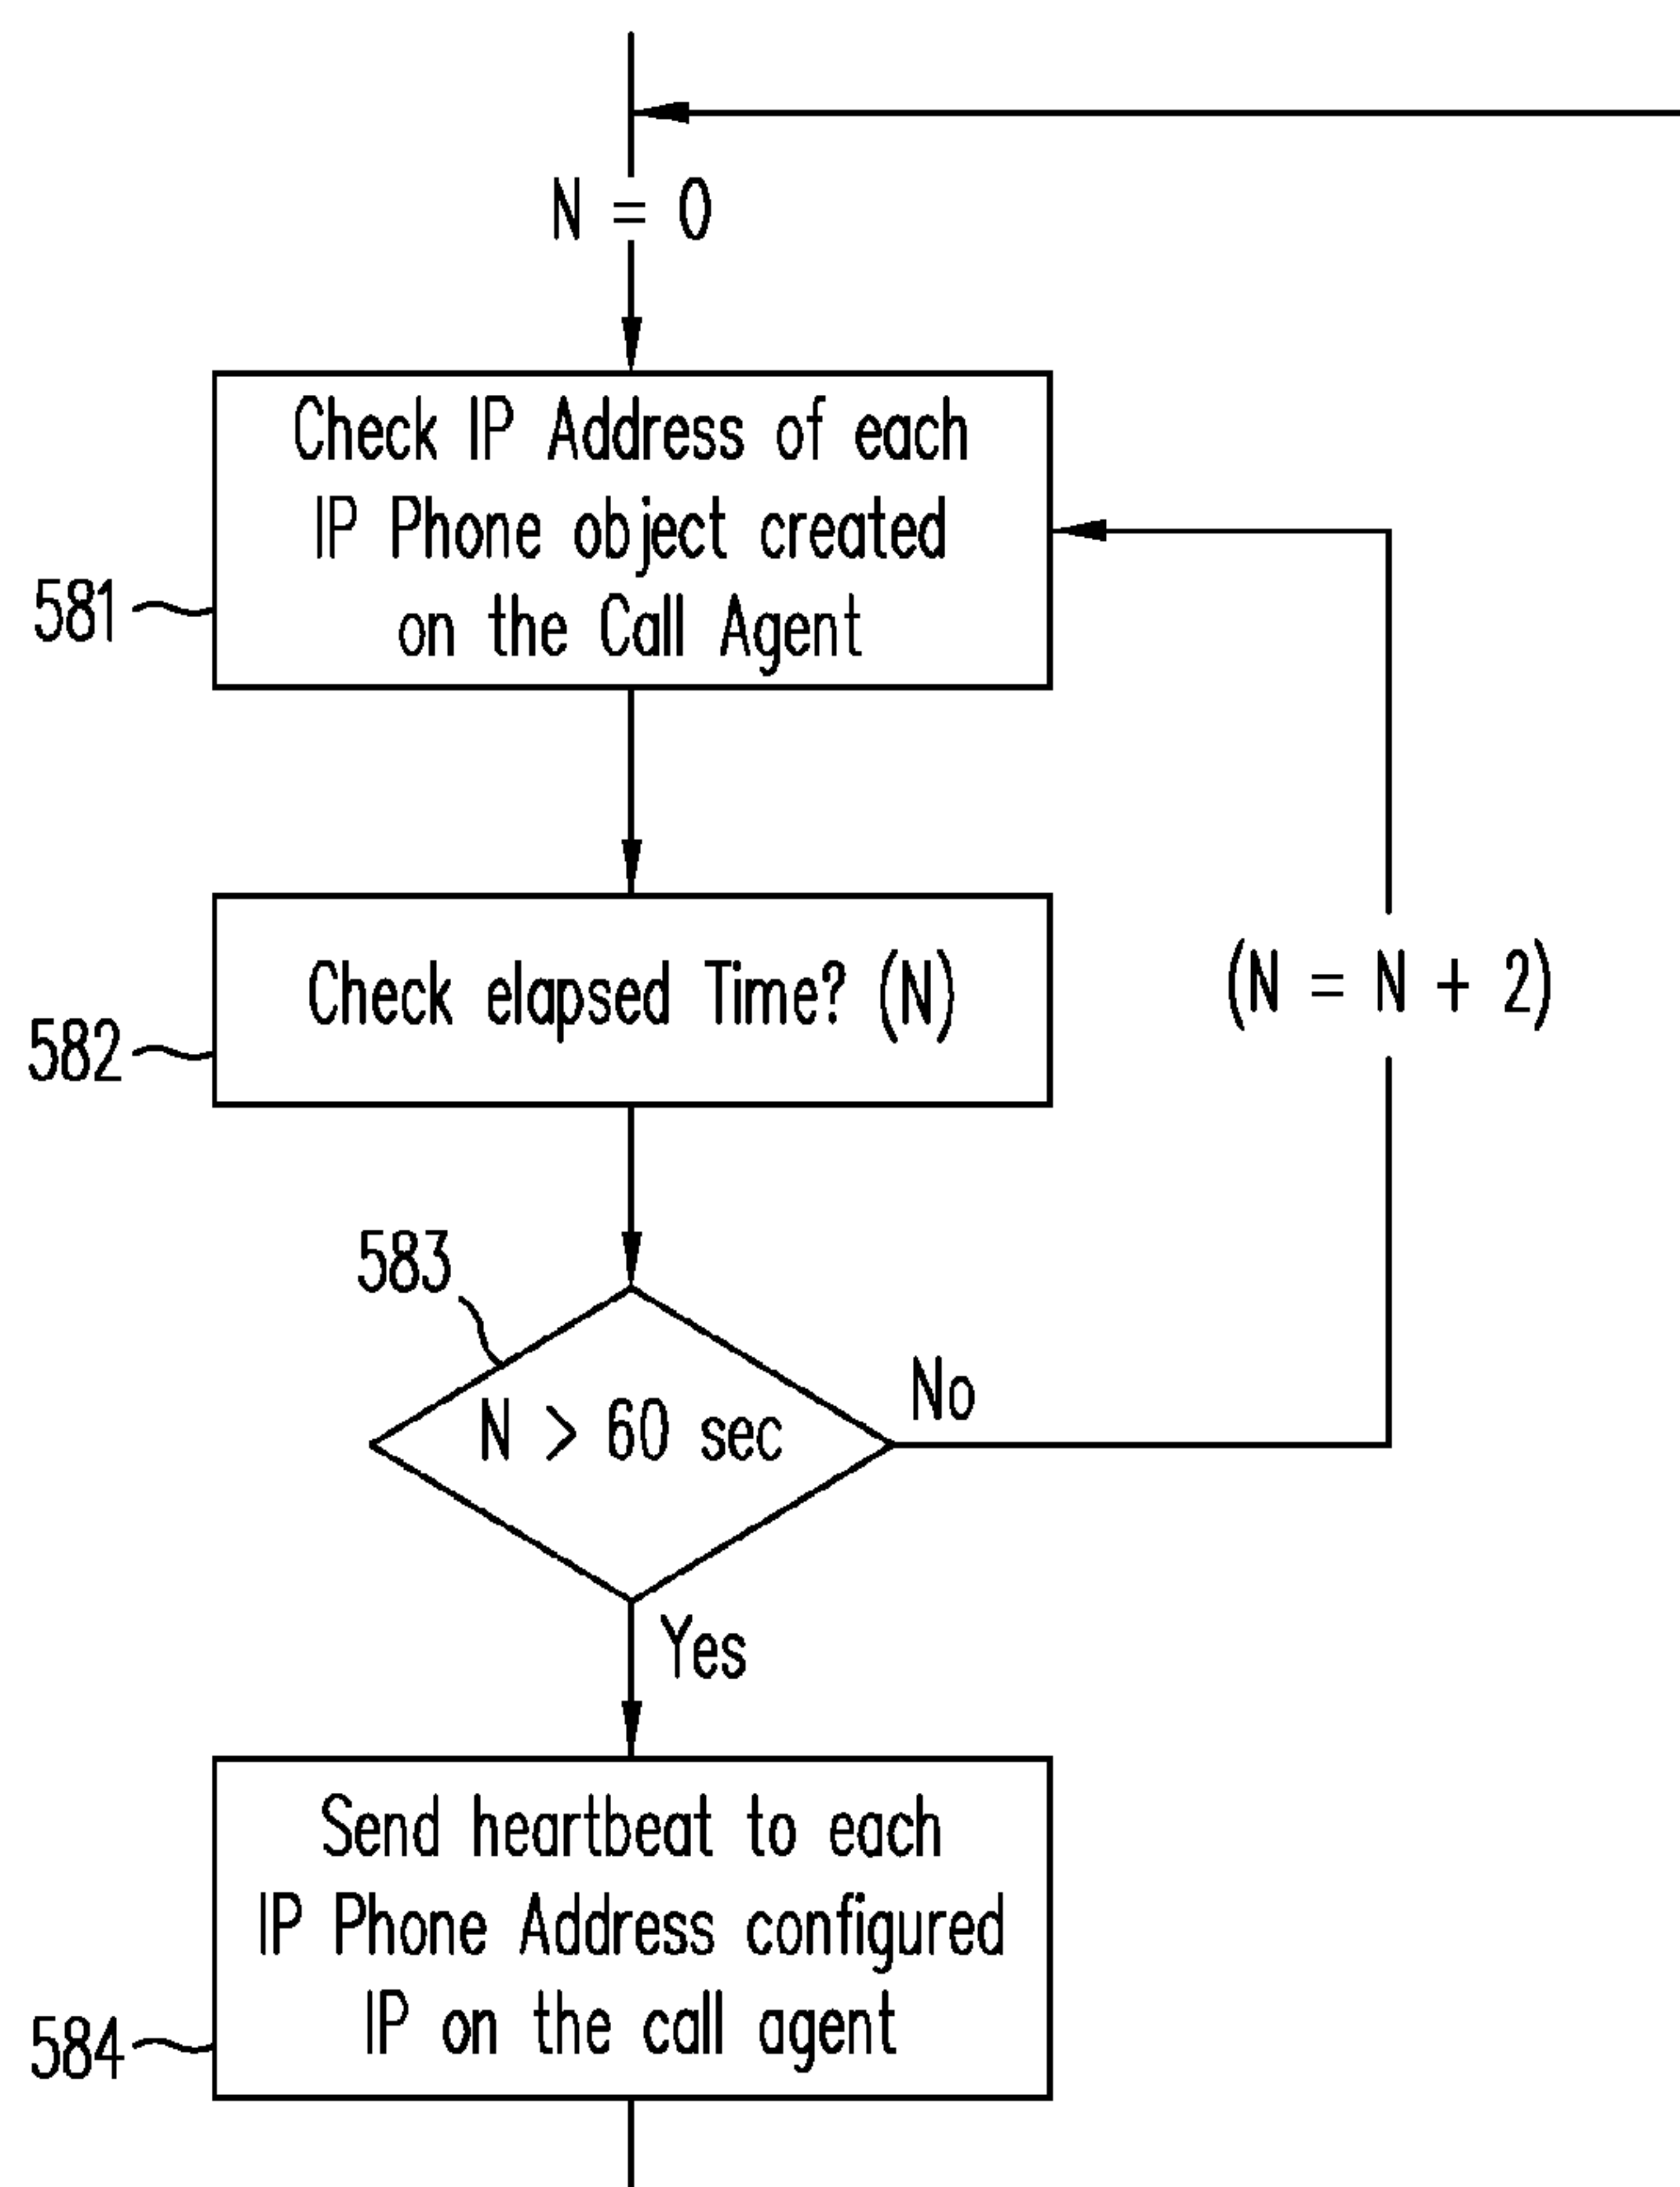 N = 0
Check IP Address of each
IP Phone object created
on the Call Agent
581
Check elapsed Time? (N)
(N = N + 2)
582
583
N > 60 sec
No
Yes
Send heartbeat to each
IP Phone Address configured
IP on the call agent
584